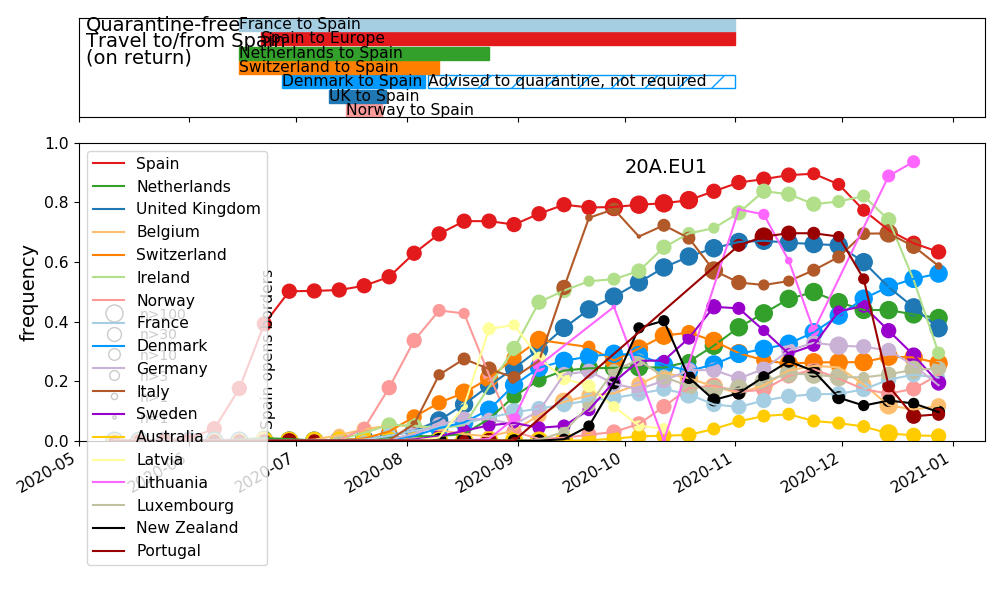 Quarantine-free
Travel to/from Spain
(on return)
France to Spain
Spain to Europe
Netherlands to Spain
Switzerland to Spain
Denmark to Spain
Advised to quarantine, not required
UK to Spain
Norway to Spain
20A.EU1
frequency
1.0
0.8
0.6
0.4
0.2
0.0
Spain
Netherlands
United Kingdom
Belgium
Switzerland
Ireland
Norway
France
Denmark
Germany
Italy
Sweden
Australia
Latvia
Lithuania
Luxembourg
New Zealand
Portugal
n>100
n>30
n>10
Spain opens borders
2020-05
2020-06
2020-07
2020-08
2020-09
2020-10
2020-11
2020-12
2021-01